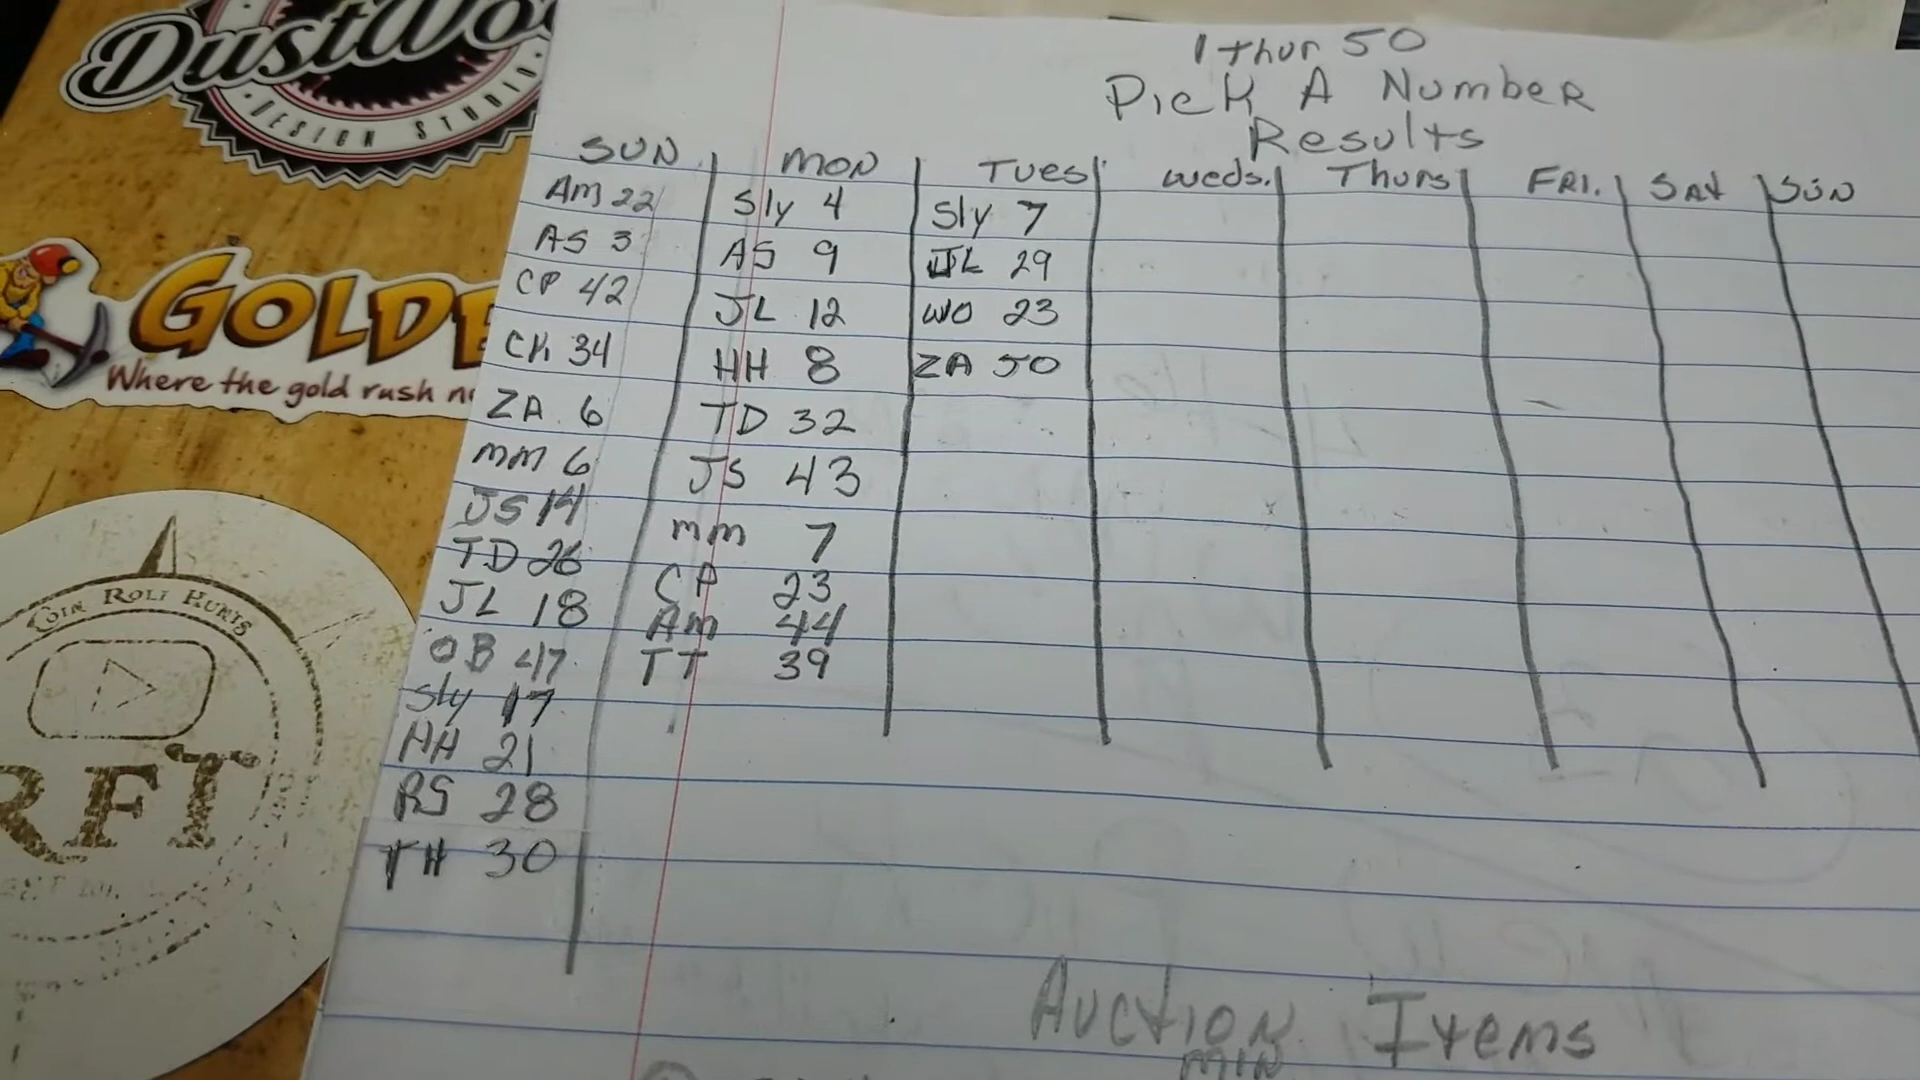 DustWo
DESIGN STUDIO
GOLDE
Where the gold rush n
COIN ROLL HUNTS
RFT
1 thur 50
Pick A Number
Results
SUN MON TUES Weds. Thurs FRI. SAt SUN
Am 22 Sly 4 Sly 7
AS 3 AS 9 JL 29
CP 42 JL 12 WO 23
CK 34 HH 8 ZA 50
ZA 6 TD 32
mm 6 JS 43
JS 14 mm 7
TD 26 CP 23
JL 18 Am 44
OB 47 TT 39
Sly 17
HH 21
RS 28
TH 30
Auction Items
min